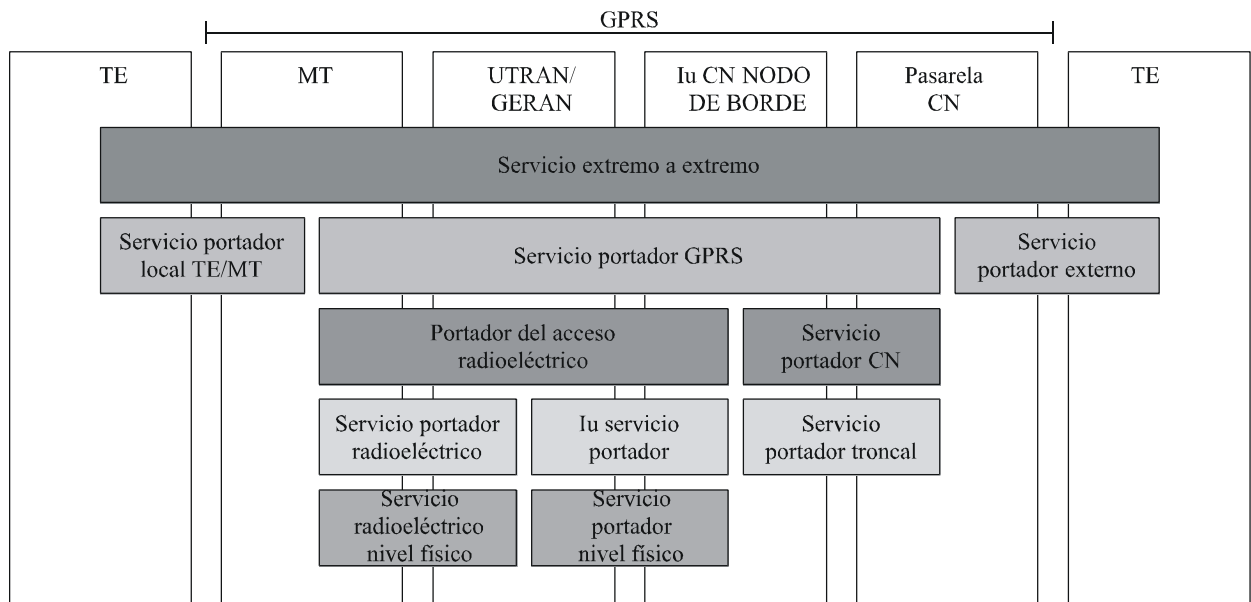 GPRS
TE
MT
UTRAN/
GERAN
Iu CN NODO
DE BORDE
Pasarela
CN
TE
Servicio extremo a extremo
Servicio portador
local TE/MT
Servicio portador GPRS
Servicio
portador externo
Portador del acceso
radioeléctrico
Servicio
portador CN
Servicio portador
radioeléctrico
Iu servicio
portador
Servicio
portador troncal
Servicio
radioeléctrico
nivel físico
Servicio
portador
nivel físico